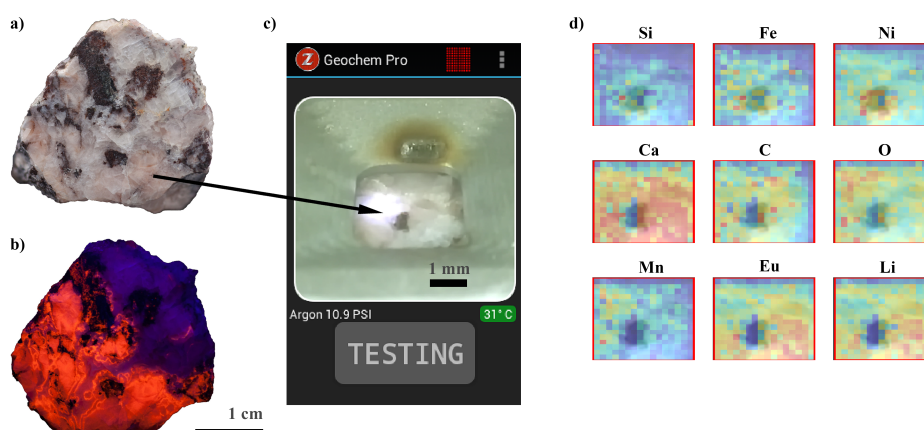 a)
b)
1 cm
c)
Z
Geochem Pro
1 mm
Argon 10.9 PSI
31° C
TESTING
d)
Si Fe Ni
Ca C O
Mn Eu Li